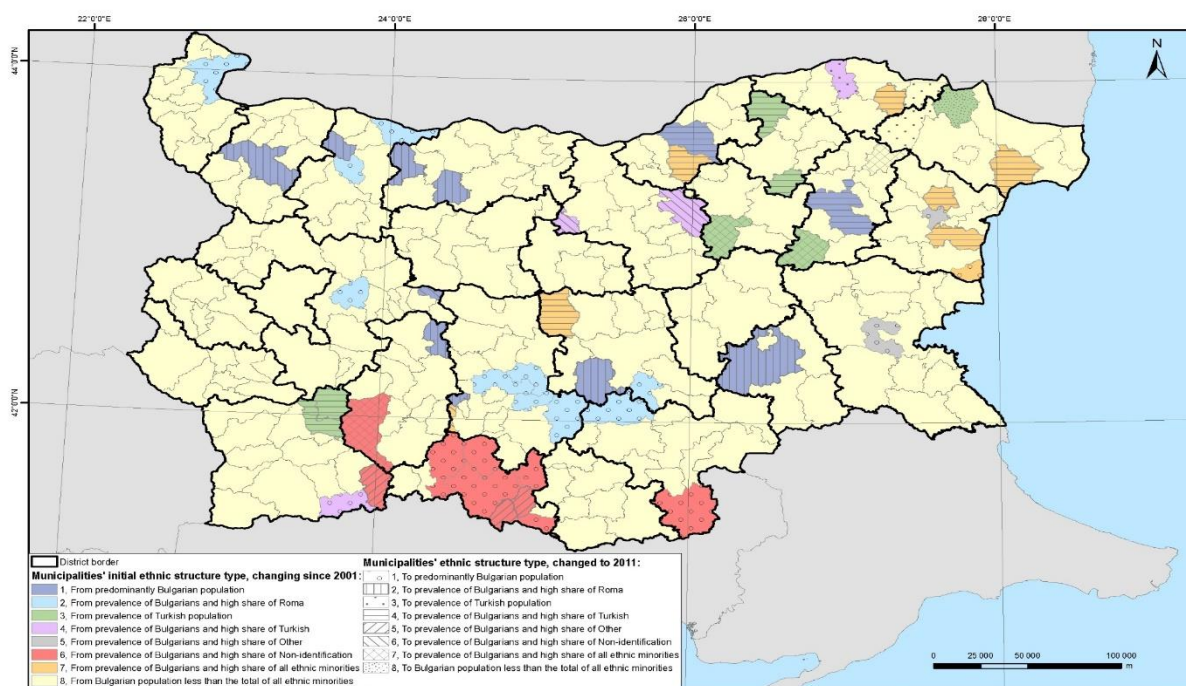 22°0'0"E 24°0'0"E 26°0'0"E 28°0'0"E
44°0'0"N
N
42°0'0"N
District border
Municipalities' initial ethnic structure type, changing since 2001:
1, From predominantly Bulgarian population
2, From prevalence of Bulgarians and high share of Roma
3, From prevalence of Turkish population
4, From prevalence of Bulgarians and high share of Turkish
5, From prevalence of Bulgarians and high share of Other
6, From prevalence of Bulgarians and high share of Non-identification
7, From prevalence of Bulgarians and high share of all ethnic minorities
8, From Bulgarian population less than the total of all ethnic minorities
Municipalities' ethnic structure type, changed to 2011:
1, To predominantly Bulgarian population
2, To prevalence of Bulgarians and high share of Roma
3, To prevalence of Turkish population
4, To prevalence of Bulgarians and high share of Turkish
5, To prevalence of Bulgarians and high share of Other
6, To prevalence of Bulgarians and high share of Non-identification
7, To prevalence of Bulgarians and high share of all ethnic minorities
8, To Bulgarian population less than the total of all ethnic minorities
0 25 000 50 000 100 000
m